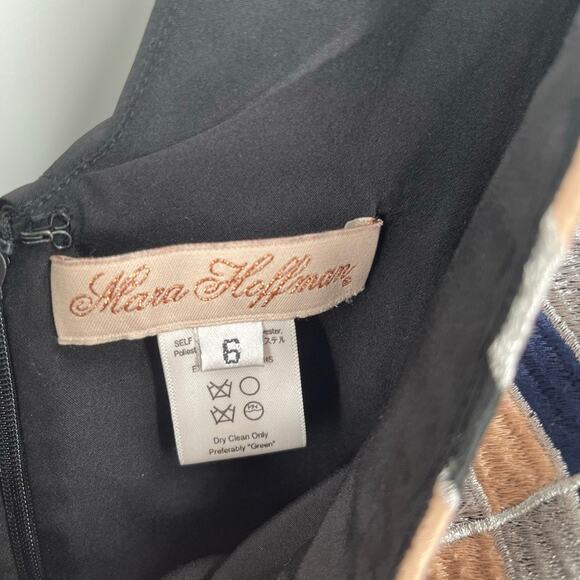 Mara Hoffman
SELF
6
Dry Clean Only
Preferably "Green"